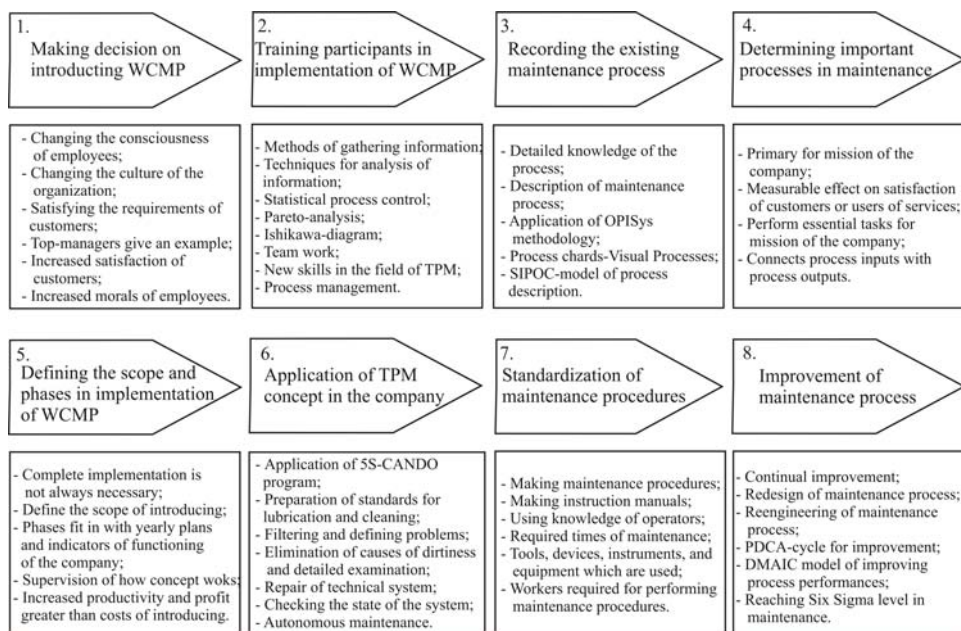 1.
Making decision on
introducting WCMP
2.
Training participants in
implementation of WCMP
3.
Recording the existing
maintenance process
4.
Determining important
processes in maintenance
- Changing the consciousness
of employees;
- Changing the culture of the
organization;
- Satisfying the requirements of
customers;
- Top-managers give an example;
- Increased satisfaction of
customers;
- Increased morals of employees.
- Methods of gathering information;
- Techniques for analysis of
information;
- Statistical process control;
- Pareto-analysis;
- Ishikawa-diagram;
- Team work;
- New skills in the field of TPM;
- Process management.
- Detailed knowledge of the
process;
- Description of maintenance
process;
- Application of OPISys
methodology;
- Process chards-Visual Processes;
- SIPOC-model of process
description.
- Primary for mission of the
company;
- Measurable effect on satisfaction
of customers or users of services;
- Perform essential tasks for
mission of the company;
- Connects process inputs with
process outputs.
5.
Defining the scope and
phases in implementation
of WCMP
6.
Application of TPM
concept in the company
7.
Standardization of
maintenance procedures
8.
Improvement of
maintenance process
- Complete implementation is
not always necessary;
- Define the scope of introducing;
- Phases fit in with yearly plans
and indicators of functioning
of the company;
- Supervision of how concept woks;
- Increased productivity and profit
greater than costs of introducing.
- Application of 5S-CANDO
program;
- Preparation of standards for
lubrication and cleaning;
- Filtering and defining problems;
- Elimination of causes of dirtiness
and detailed examination;
- Repair of technical system;
- Checking the state of the system;
- Autonomous maintenance.
- Making maintenance procedures;
- Making instruction manuals;
- Using knowledge of operators;
- Required times of maintenance;
- Tools, devices, instruments, and
equipment which are used;
- Workers required for performing
maintenance procedures.
- Continual improvement;
- Redesign of maintenance process;
- Reengineering of maintenance
process;
- PDCA-cycle for improvement;
- DMAIC model of improving
process performances;
- Reaching Six Sigma level in
maintenance.